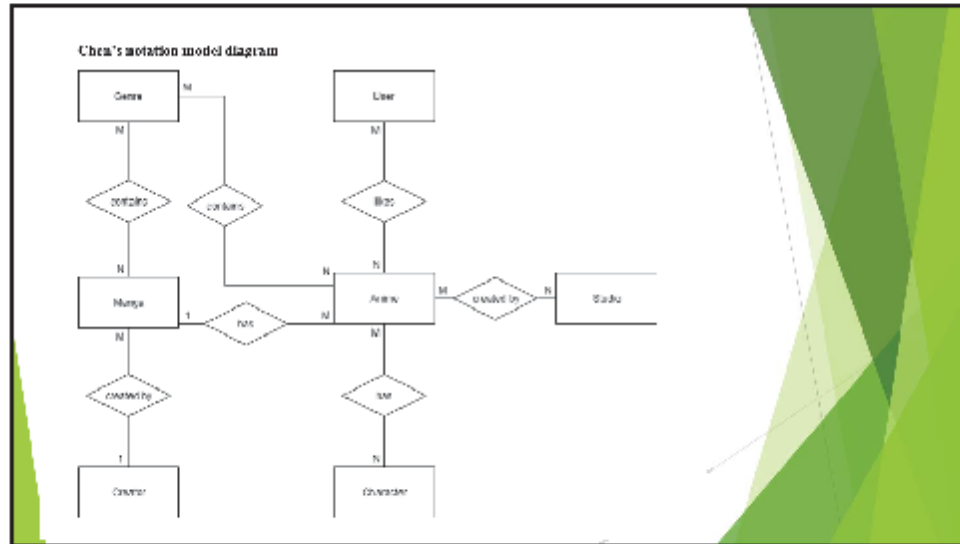 Chen's notation model diagram
Genre
M
User
M
M
contains
contains
likes
N
N
N
Manga
Anime
M
created by
N
Studio
1
has
M
M
M
created by
has
1
N
Creator
Character